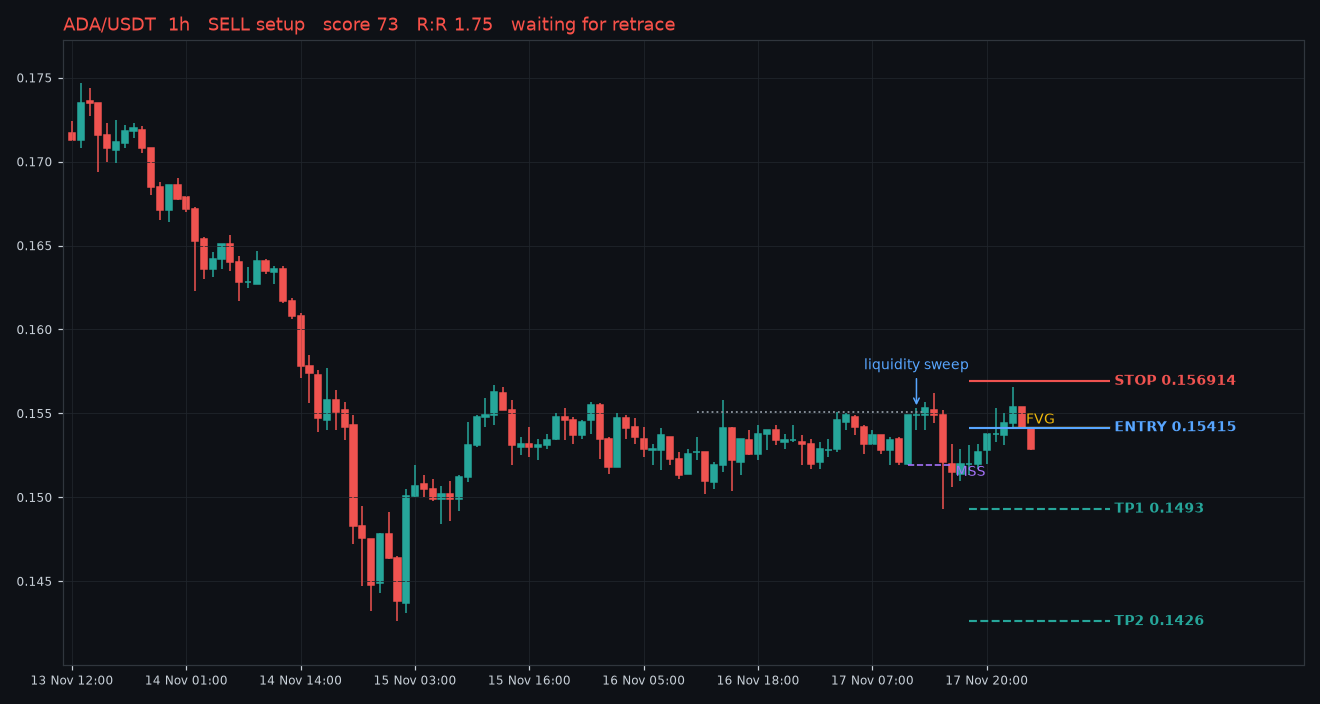 ADA/USDT 1h SELL setup score 73 R:R 1.75 waiting for retrace
0.175
0.170
0.165
0.160
0.155
0.150
0.145
liquidity sweep
STOP 0.156914
FVG
ENTRY 0.15415
MSS
TP1 0.1493
TP2 0.1426
13 Nov 12:00
14 Nov 01:00
14 Nov 14:00
15 Nov 03:00
15 Nov 16:00
16 Nov 05:00
16 Nov 18:00
17 Nov 07:00
17 Nov 20:00